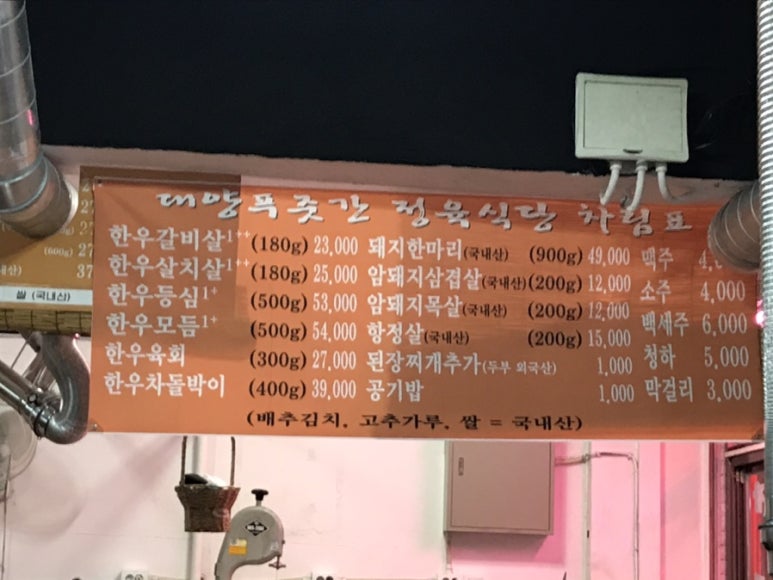 대양푸줏간 정육식당 차림표
한우갈비살1++ (180g) 23,000 돼지한마리(국내산) (900g) 49,000 맥주
한우살치살1++ (180g) 25,000 암돼지삼겹살(국내산) (200g) 12,000 소주 4,000
한우등심1+ (500g) 53,000 암돼지목살(국내산) (200g) 12,000 백세주 6,000
한우모듬1+ (500g) 54,000 항정살(국내산) (200g) 15,000 청하 5,000
한우육회 (300g) 27,000 된장찌개추가(두부 외국산) 1,000 막걸리 3,000
한우차돌박이 (400g) 39,000 공기밥 1,000
(배추김치, 고추가루, 쌀 = 국내산)
(600g)
쌀 (국내산)